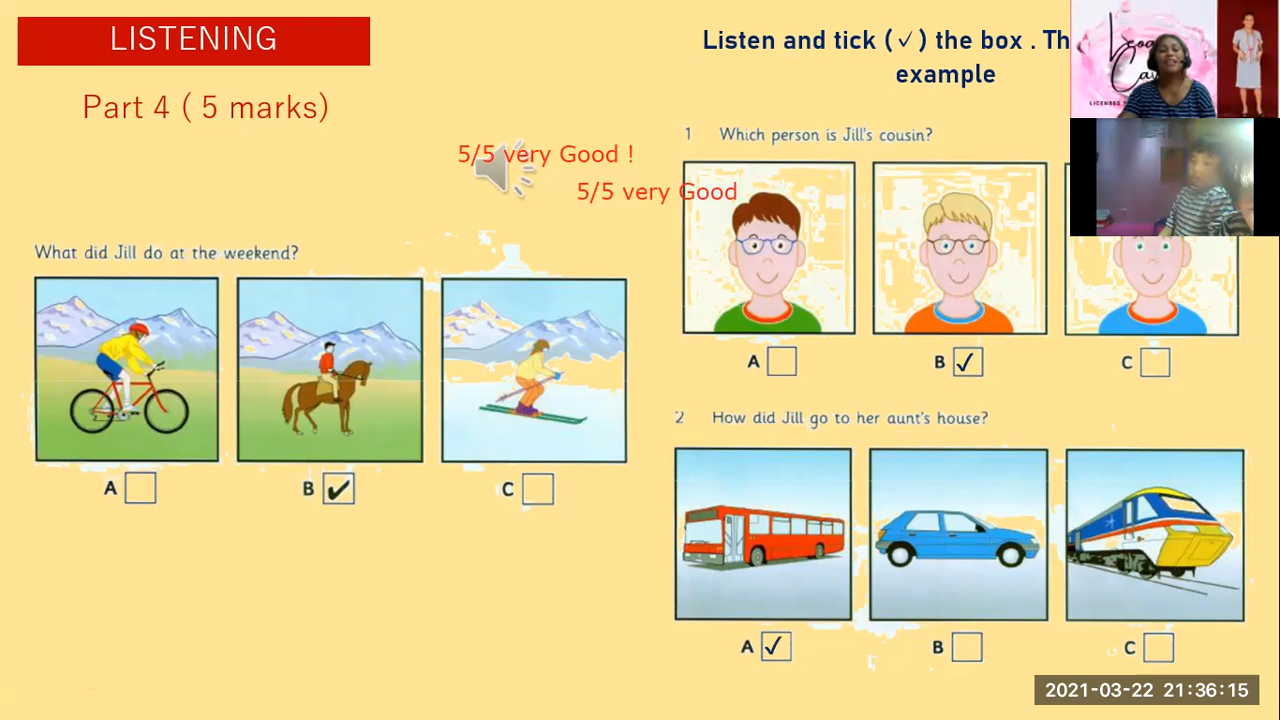 LISTENING
Part 4 ( 5 marks)
Listen and tick (✓) the box . Th
example
5/5 very Good !
5/5 very Good
What did Jill do at the weekend?
A
B ✔
C
1 Which person is Jill's cousin?
A
B ✓
C
2 How did Jill go to her aunt's house?
A ✓
B
C
2021-03-22 21:36:15